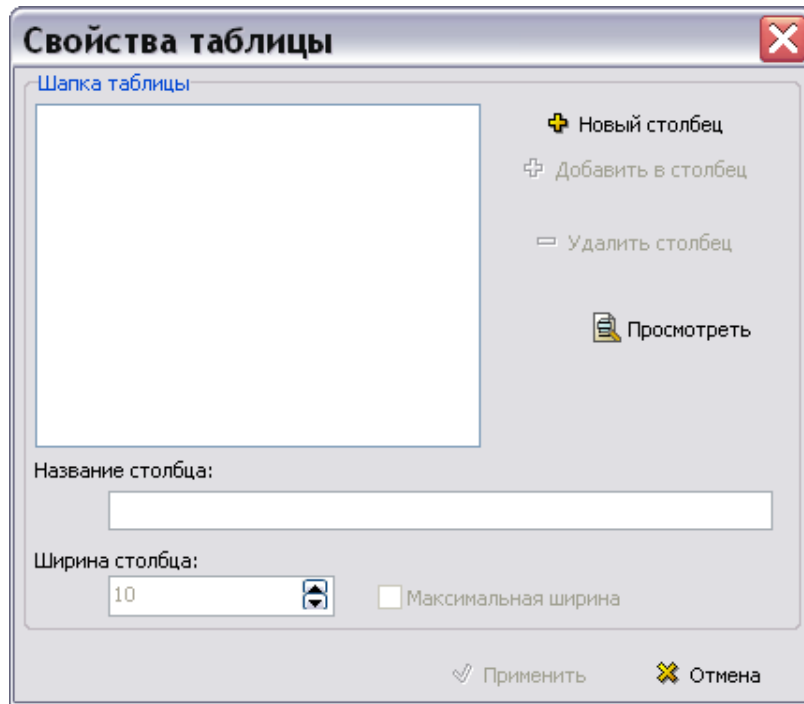 Свойства таблицы
Шапка таблицы
Новый столбец
Добавить в столбец
Удалить столбец
Просмотреть
Название столбца:
Ширина столбца:
10
Максимальная ширина
Применить
Отмена